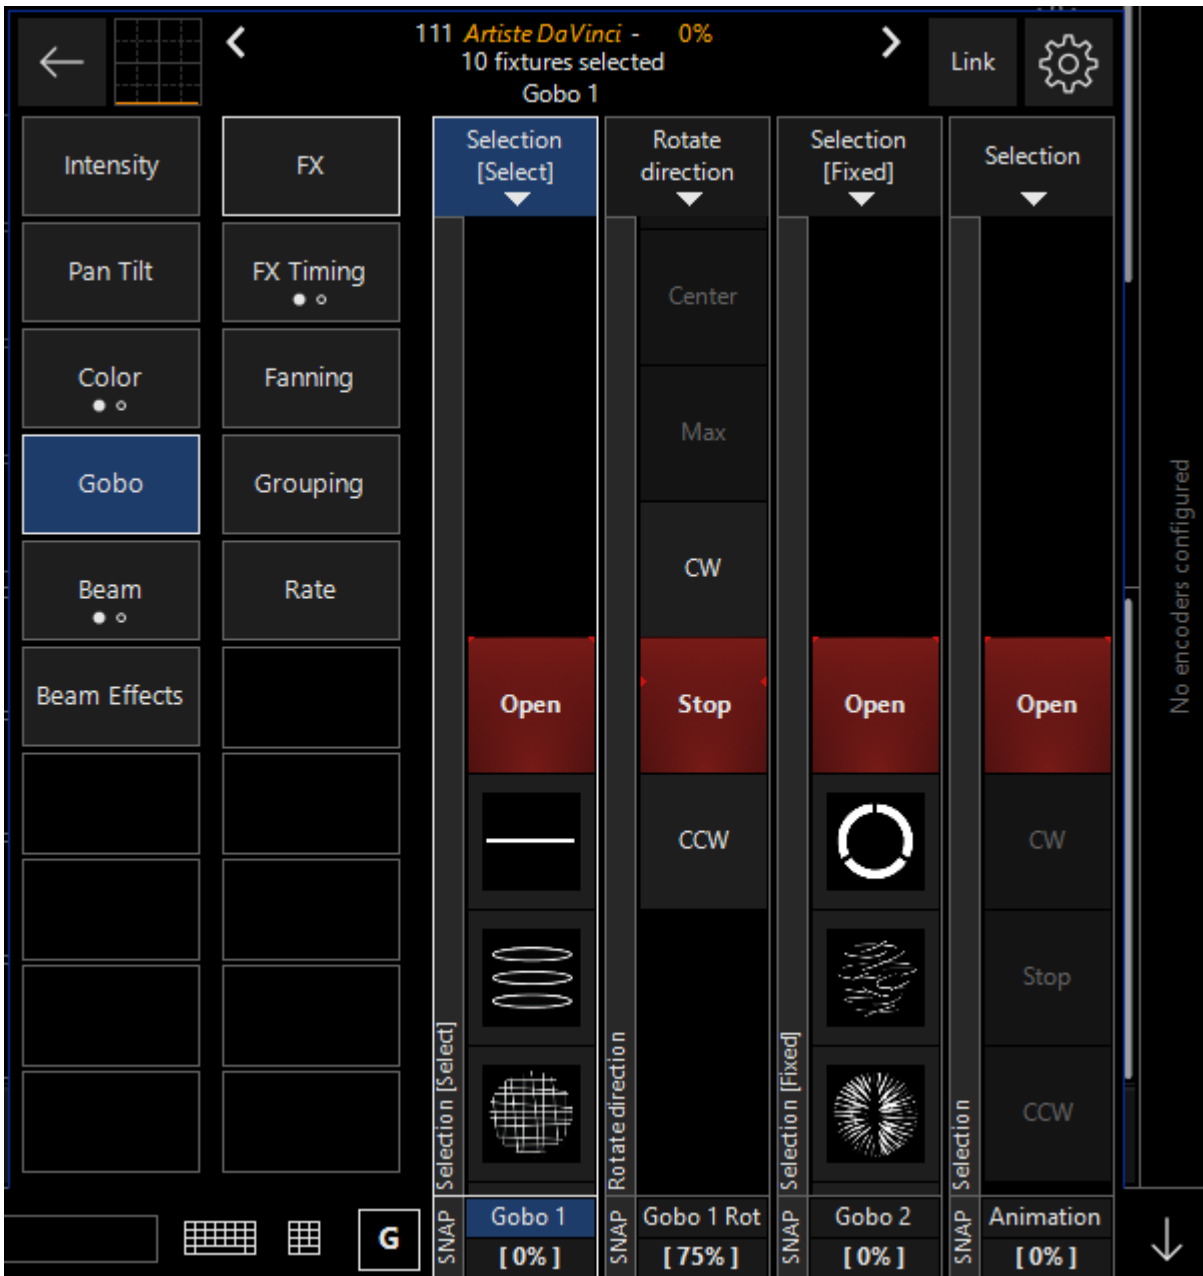 111 Artiste DaVinci - 0%
10 fixtures selected
Gobo 1
Link
Intensity
FX
Pan Tilt
FX Timing
Color
Fanning
Gobo
Grouping
Beam
Rate
Beam Effects
Selection
[Select]
Rotate
direction
Selection
[Fixed]
Selection
Center
Max
CW
Open
Stop
Open
Open
CCW
CW
Stop
CCW
Selection [Select]
Rotate direction
Selection [Fixed]
Selection
No encoders configured
G
SNAP
Gobo 1
[ 0% ]
SNAP
Gobo 1 Rot
[ 75% ]
SNAP
Gobo 2
[ 0% ]
SNAP
Animation
[ 0% ]